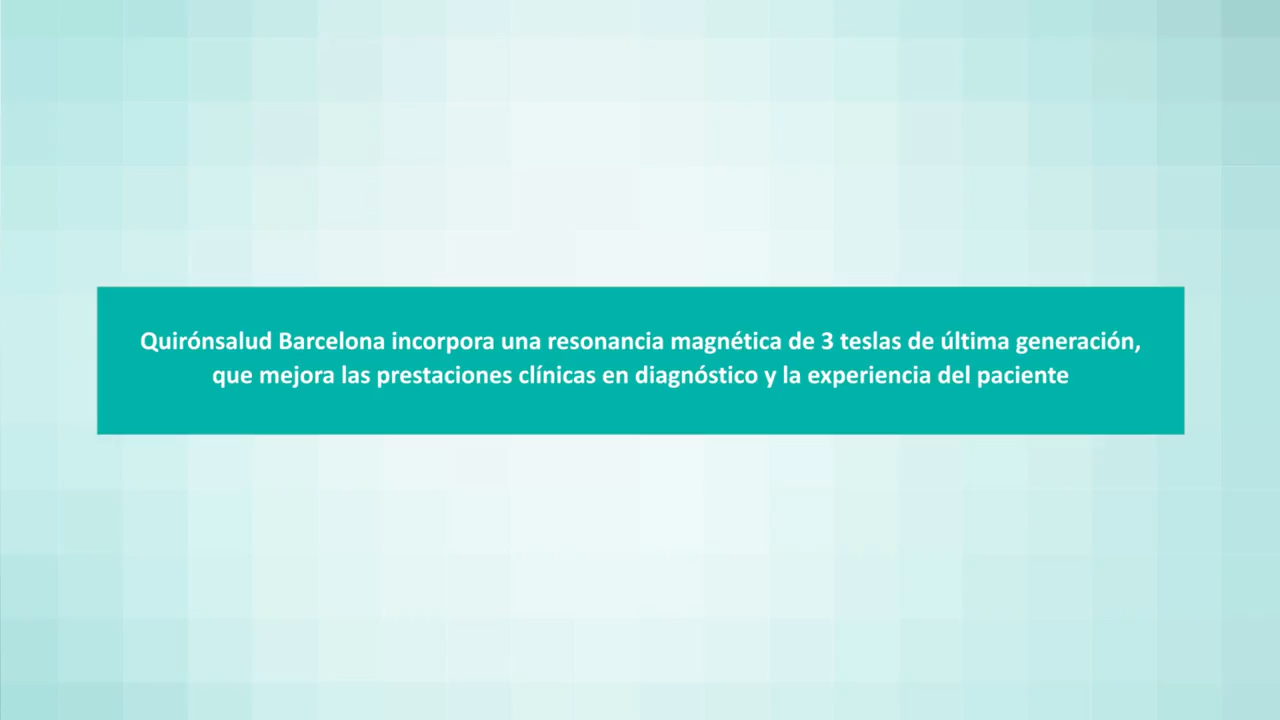 Quirónsalud Barcelona incorpora una resonancia magnética de 3 teslas de última generación,
que mejora las prestaciones clínicas en diagnóstico y la experiencia del paciente